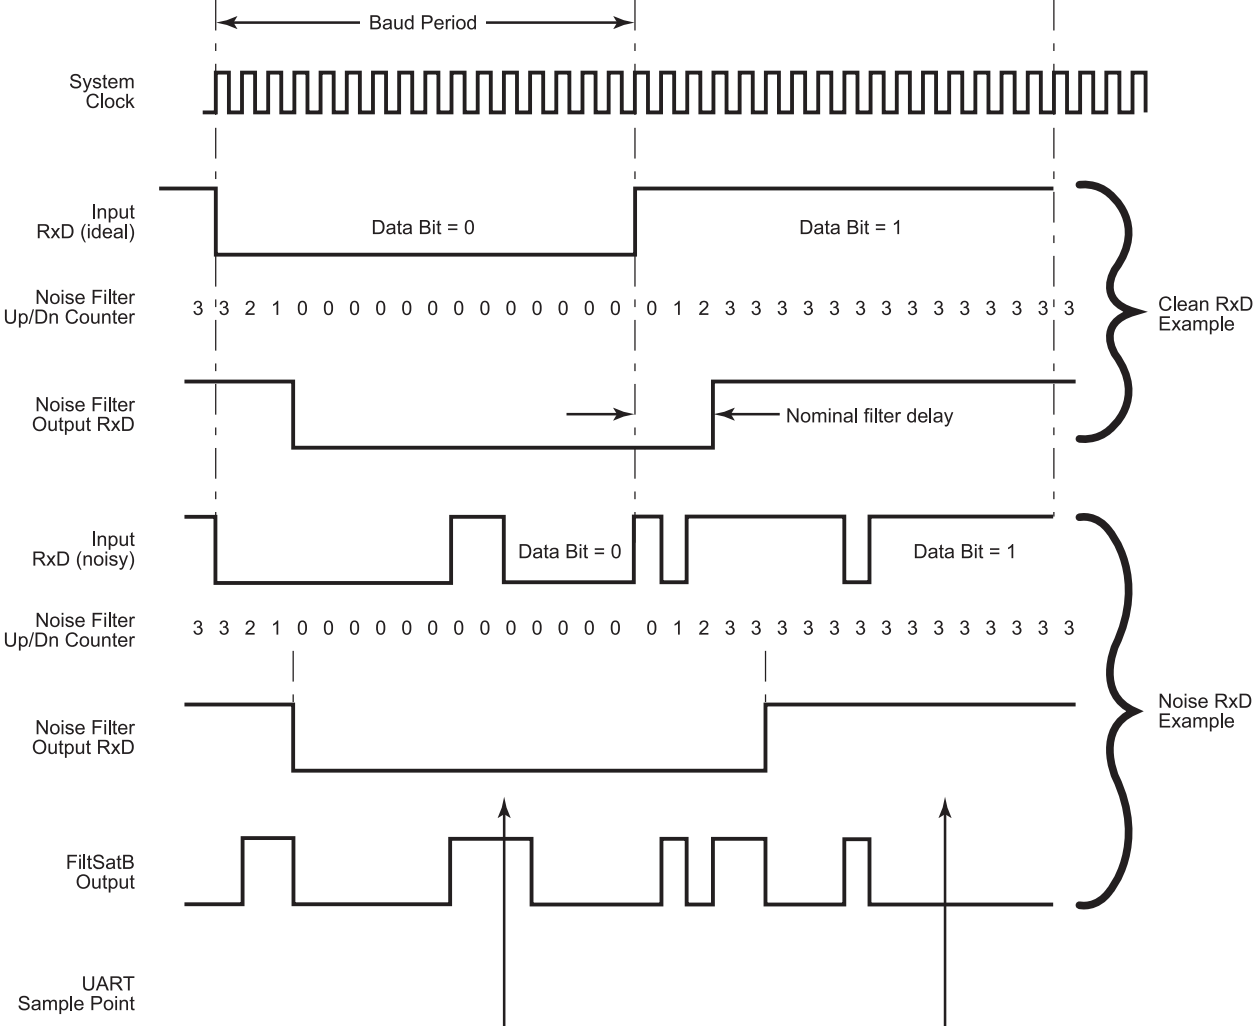 Baud Period
System
Clock
Input
RxD (ideal)
Data Bit = 0
Data Bit = 1
Noise Filter
Up/Dn Counter
3 3 2 1 0 0 0 0 0 0 0 0 0 0 0 0 0 0 1 2 3 3 3 3 3 3 3 3 3 3 3 3 3 3
Clean RxD
Example
Noise Filter
Output RxD
Nominal filter delay
Input
RxD (noisy)
Data Bit = 0
Data Bit = 1
Noise Filter
Up/Dn Counter
3 3 2 1 0 0 0 0 0 0 0 0 0 0 0 0 0 0 1 2 3 3 3 3 3 3 3 3 3 3 3 3 3 3
Noise RxD
Example
Noise Filter
Output RxD
FiltSatB
Output
UART
Sample Point